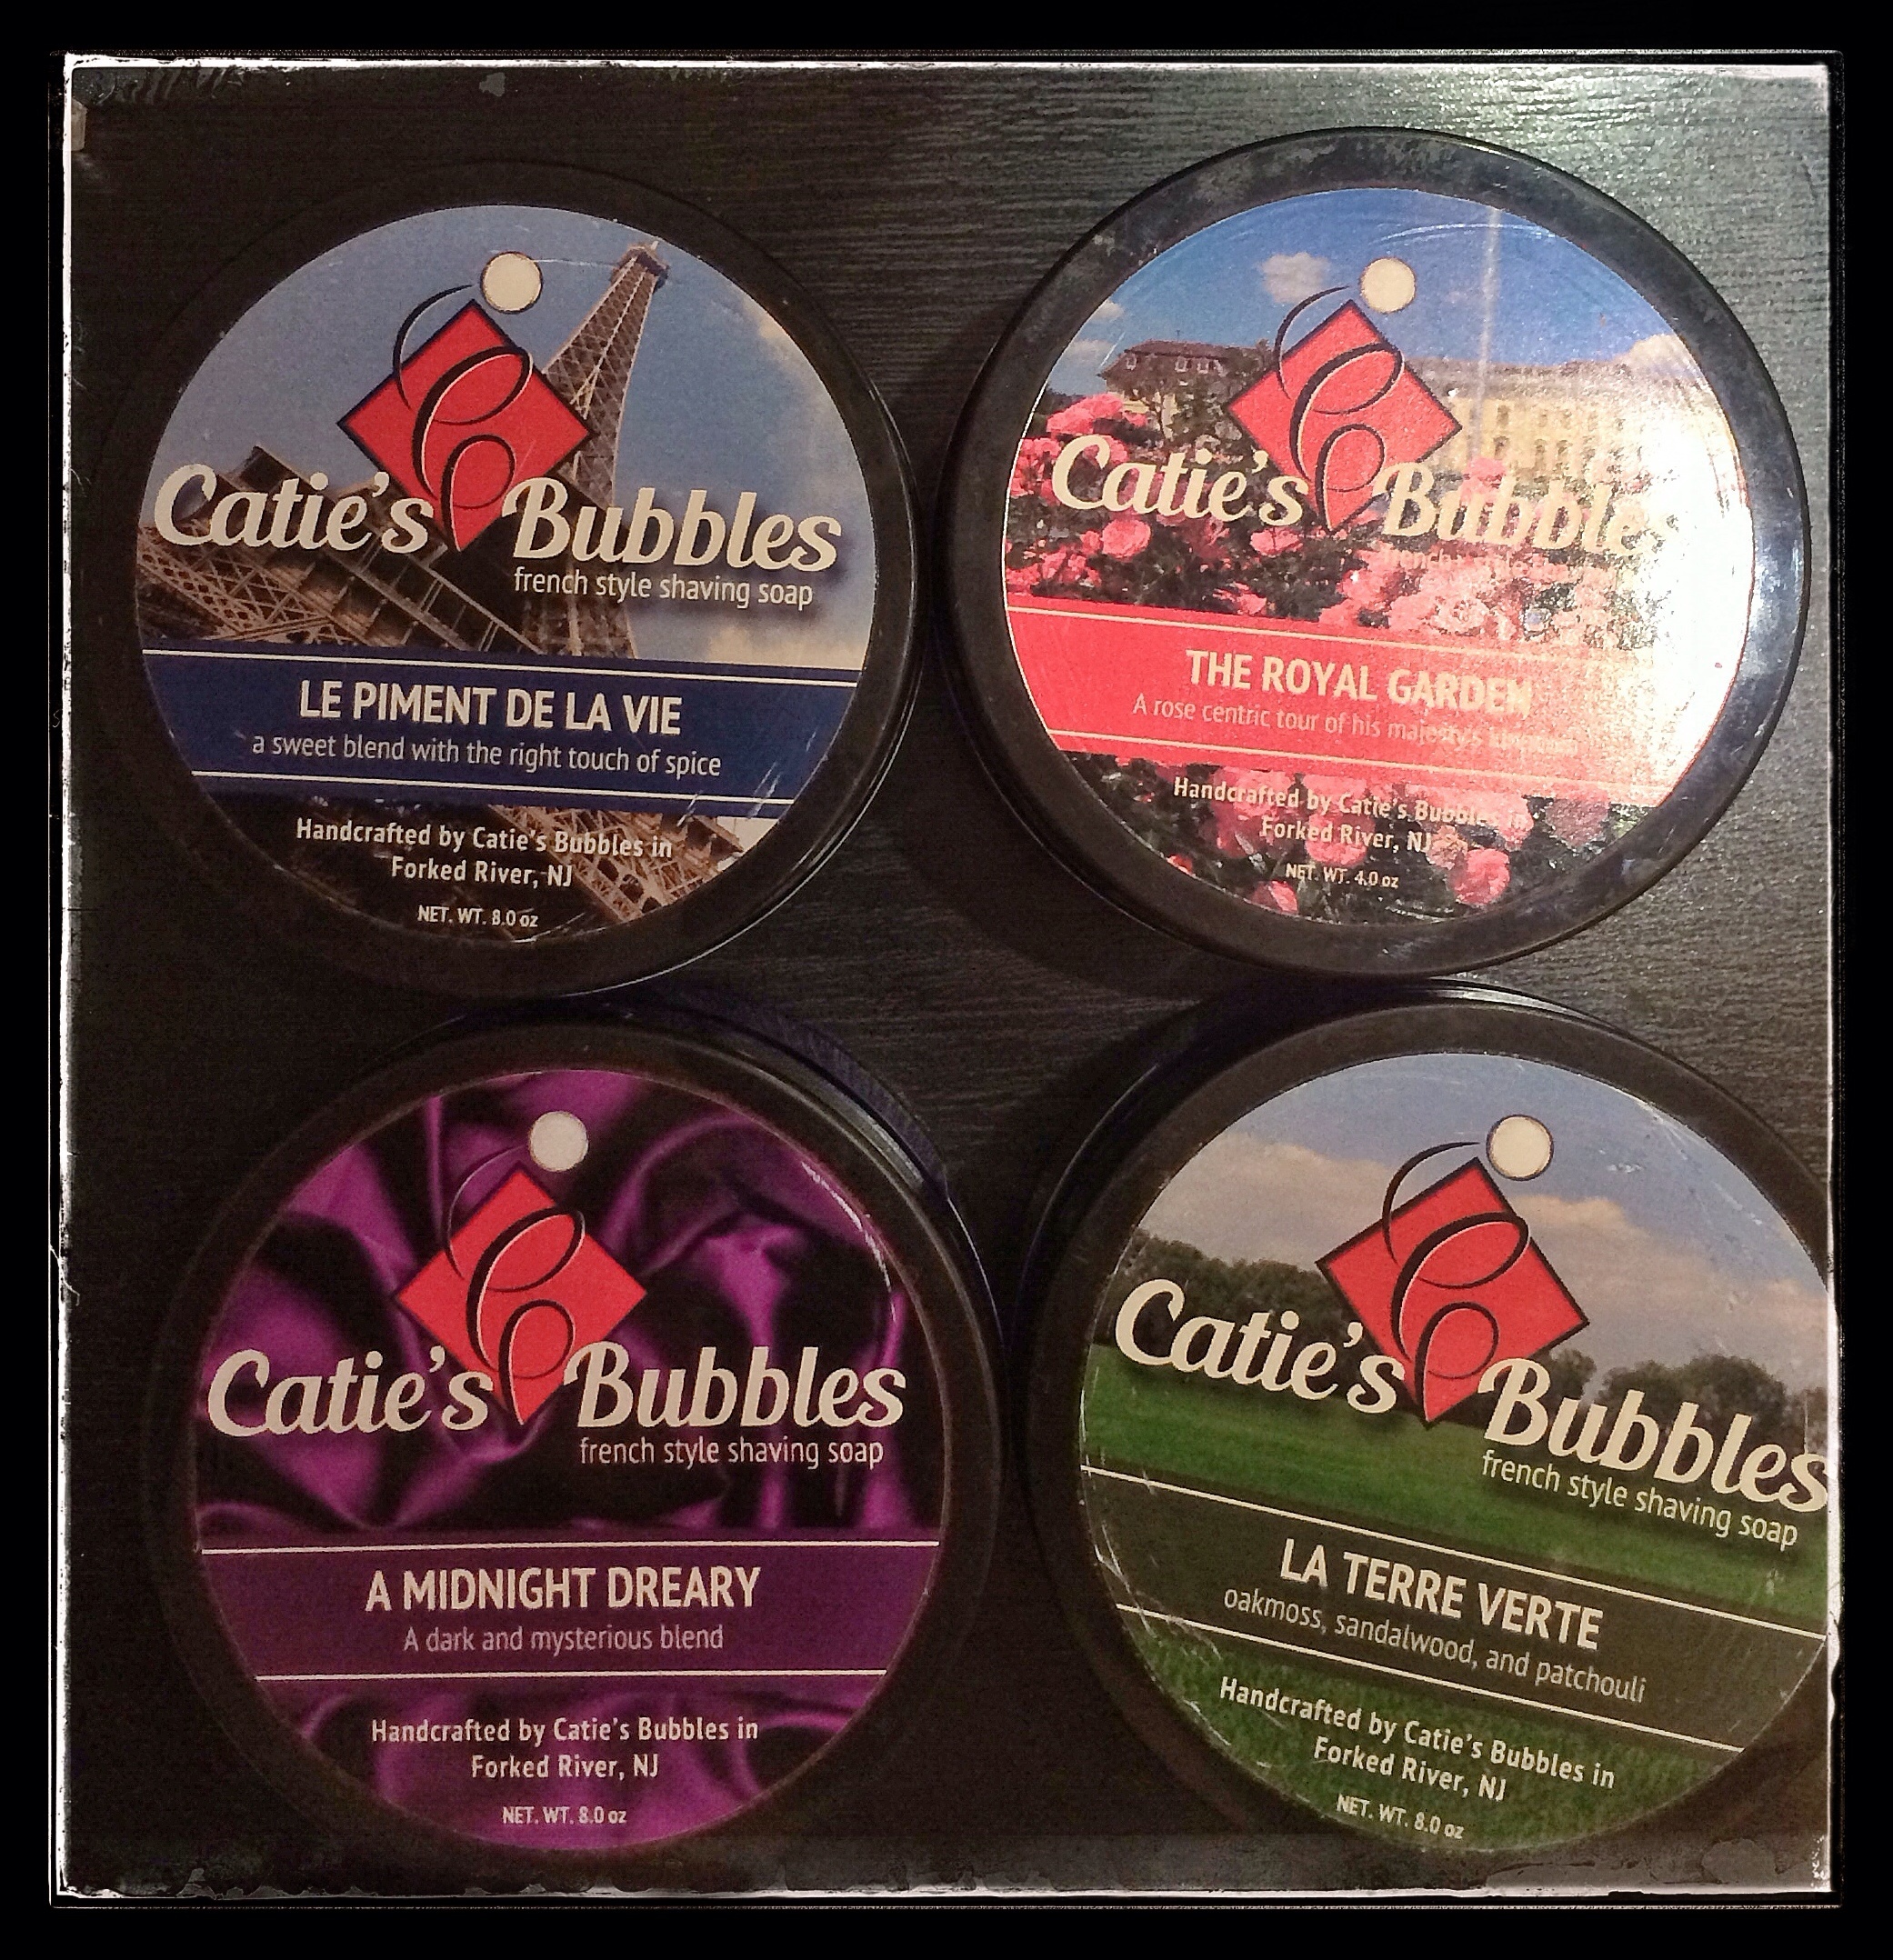 Catie's Bubbles
french style shaving soap
LE PIMENT DE LA VIE
a sweet blend with the right touch of spice
Handcrafted by Catie's Bubbles in
Forked River, NJ
NET. WT. 8.0 oz
Catie's Bubbles
THE ROYAL GARDEN
A rose centric tour of his majesty's
Handcrafted by Catie's Bubbles in
Forked River, NJ
NET. WT. 4.0 oz
Catie's Bubbles
french style shaving soap
A MIDNIGHT DREARY
A dark and mysterious blend
Handcrafted by Catie's Bubbles in
Forked River, NJ
NET. WT. 8.0 oz
Catie's Bubbles
french style shaving soap
LA TERRE VERTE
oakmoss, sandalwood, and patchouli
Handcrafted by Catie's Bubbles in
Forked River, NJ
NET. WT. 8.0 oz